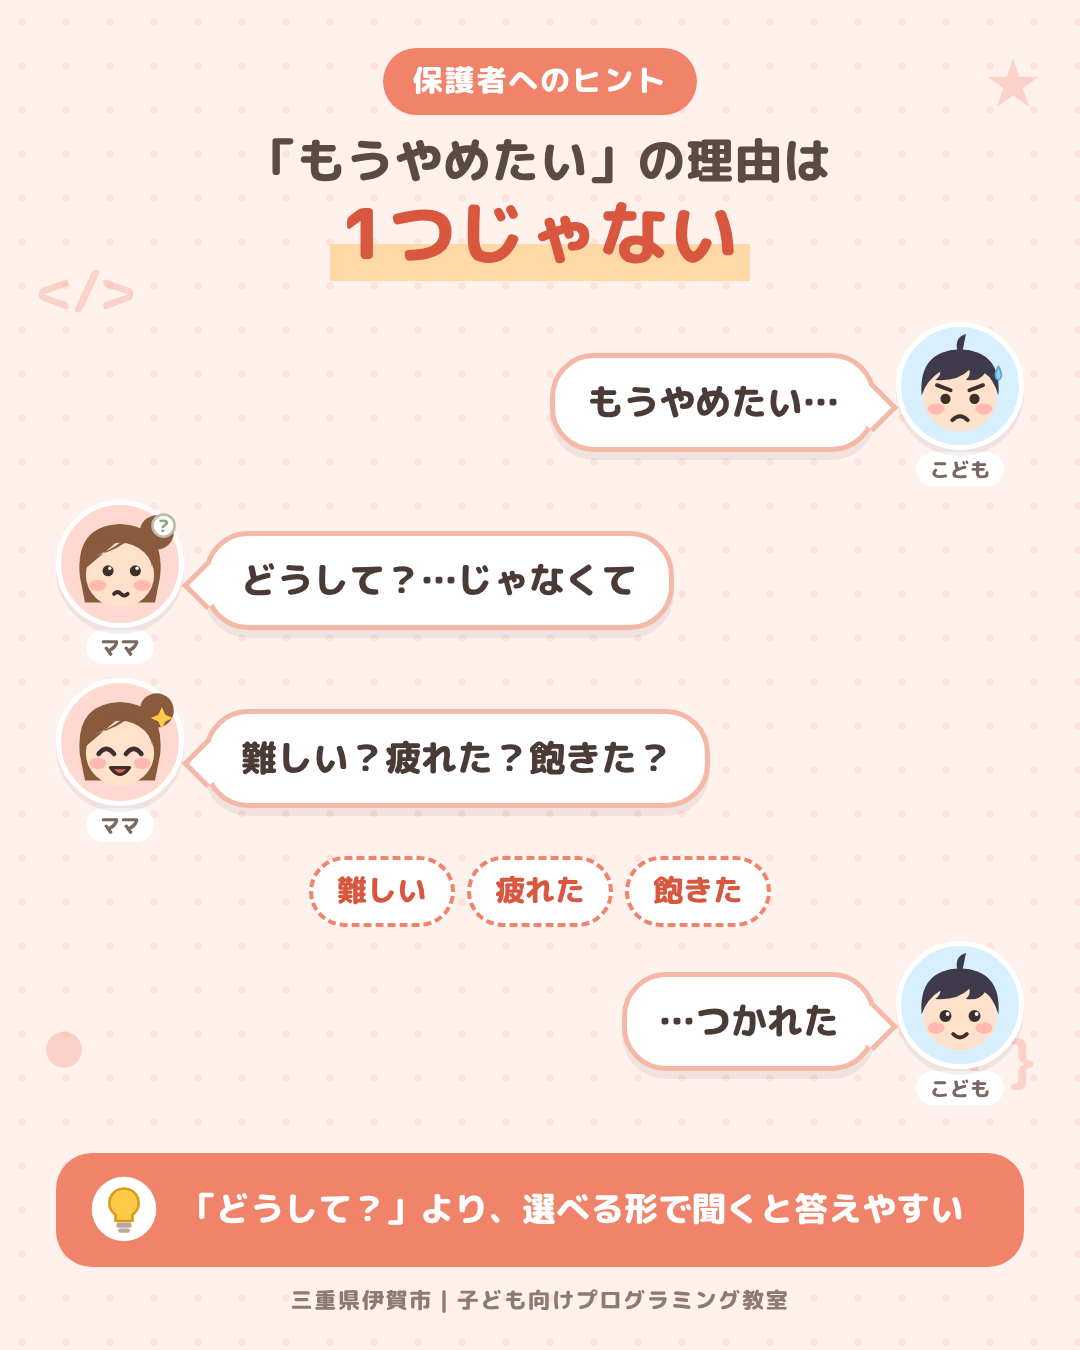 保護者へのヒント
「もうやめたい」の理由は
1つじゃない
</>
もうやめたい…
こども
?
どうして？…じゃなくて
ママ
難しい？疲れた？飽きた？
ママ
難しい
疲れた
飽きた
…つかれた
}
こども
「どうして？」より、選べる形で聞くと答えやすい
三重県伊賀市 | 子ども向けプログラミング教室